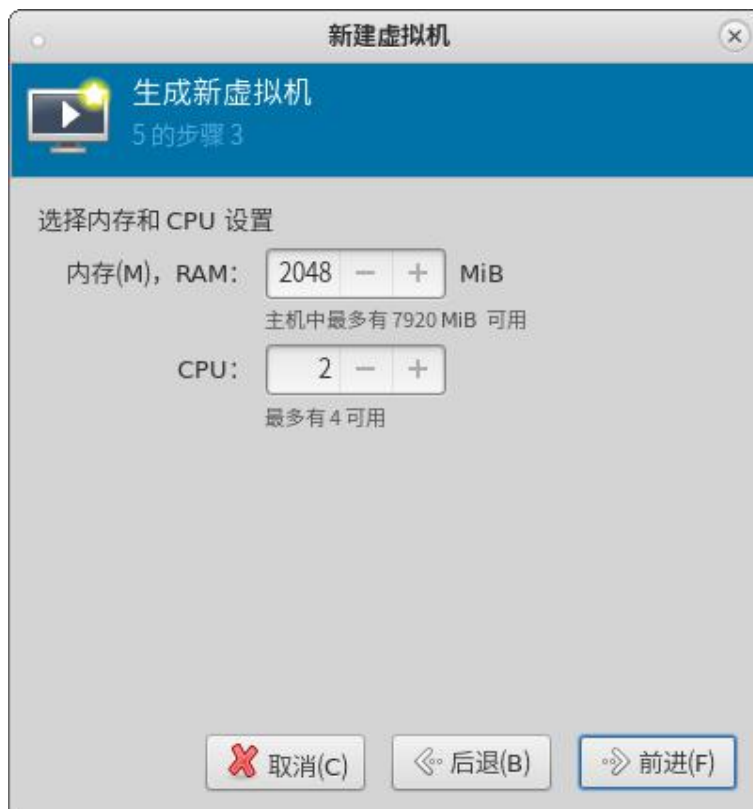 新建虚拟机
生成新虚拟机
5 的步骤 3
选择内存和 CPU 设置
内存(M)，RAM： 2048 − + MiB
主机中最多有 7920 MiB 可用
CPU： 2 − +
最多有 4 可用
取消(C) 后退(B) 前进(F)